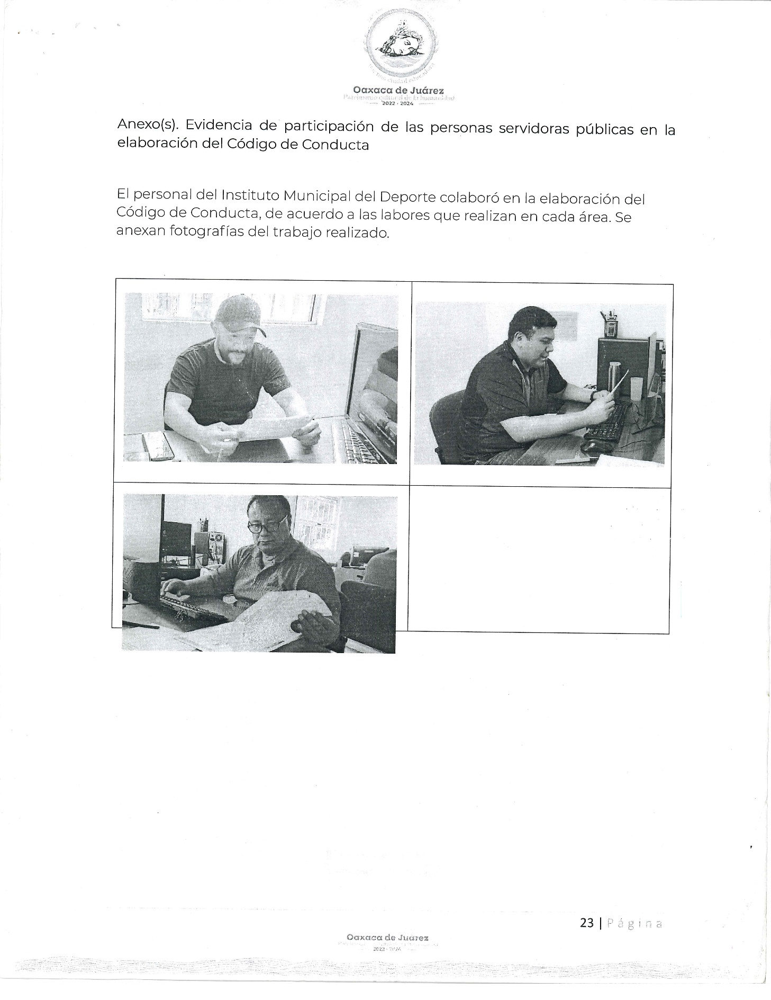 Oaxaca de Juárez
Patrimonio cultural de la humanidad
2022 - 2024
Anexo(s). Evidencia de participación de las personas servidoras públicas en la
elaboración del Código de Conducta
El personal del Instituto Municipal del Deporte colaboró en la elaboración del
Código de Conducta, de acuerdo a las labores que realizan en cada área. Se
anexan fotografías del trabajo realizado.
23 | Página
Oaxaca de Juárez
2022 - 2024